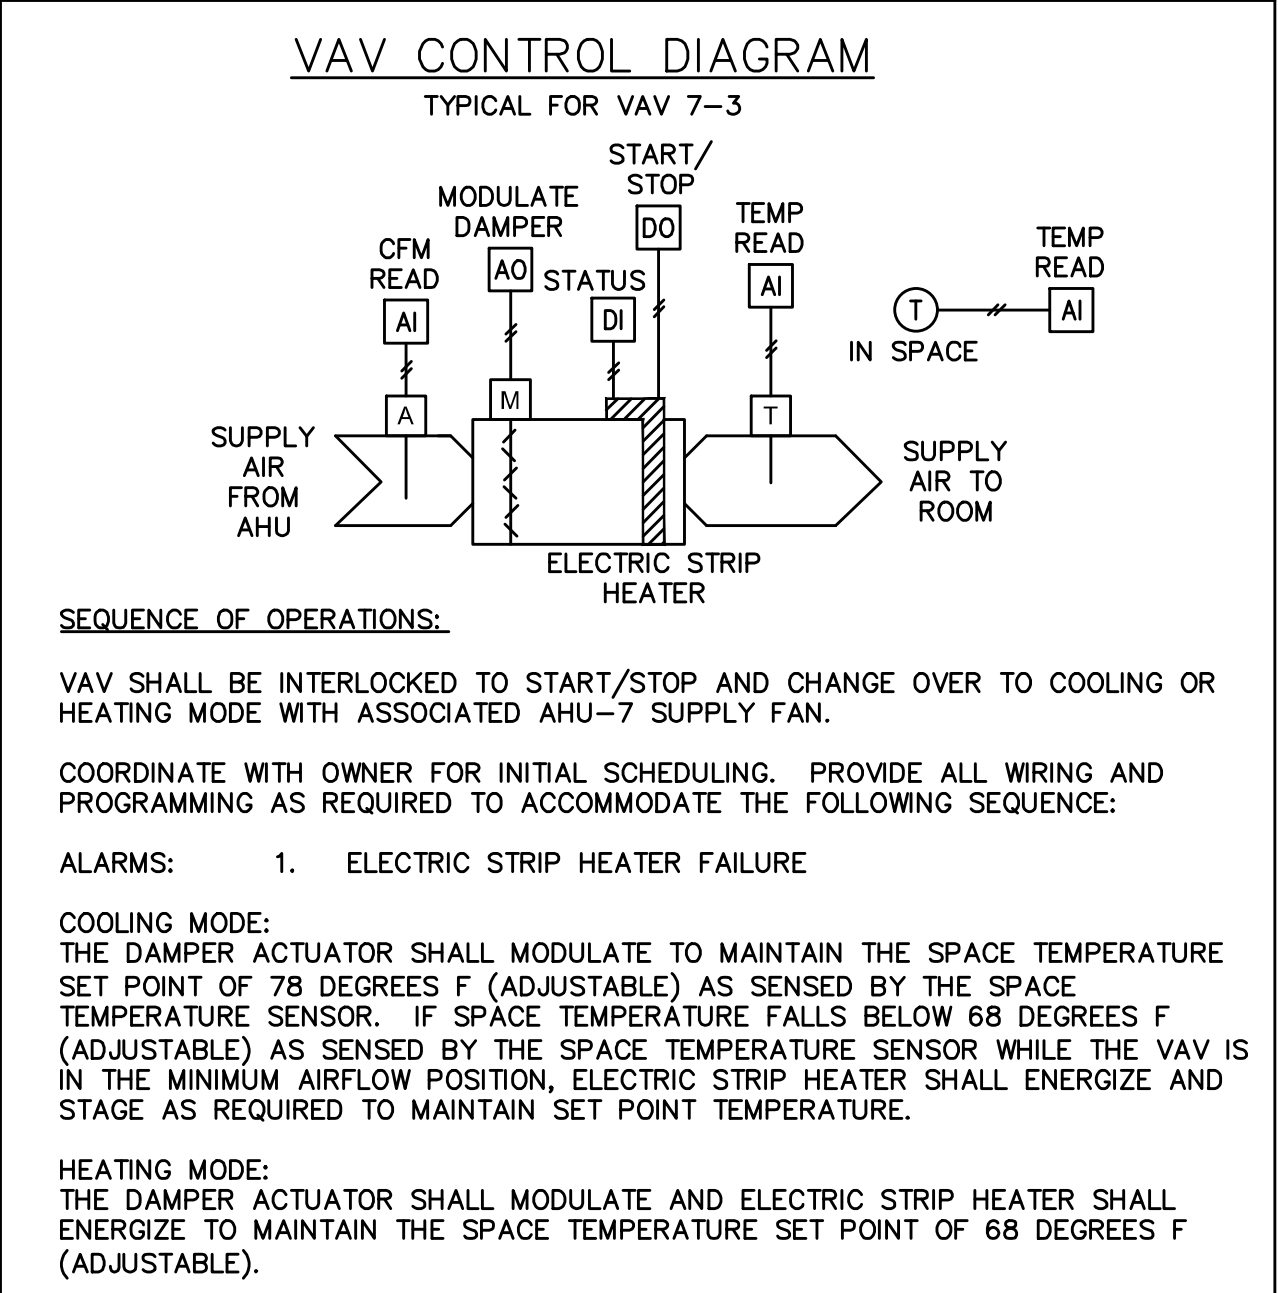 VAV CONTROL DIAGRAM
TYPICAL FOR VAV 7-3
START/
STOP
DO
MODULATE
DAMPER
AO
CFM
READ
AI
STATUS
DI
TEMP
READ
AI
TEMP
READ
AI
T
IN SPACE
A
M
T
SUPPLY
AIR
FROM
AHU
SUPPLY
AIR TO
ROOM
ELECTRIC STRIP
HEATER
SEQUENCE OF OPERATIONS:
VAV SHALL BE INTERLOCKED TO START/STOP AND CHANGE OVER TO COOLING OR
HEATING MODE WITH ASSOCIATED AHU-7 SUPPLY FAN.
COORDINATE WITH OWNER FOR INITIAL SCHEDULING. PROVIDE ALL WIRING AND
PROGRAMMING AS REQUIRED TO ACCOMMODATE THE FOLLOWING SEQUENCE:
ALARMS: 1. ELECTRIC STRIP HEATER FAILURE
COOLING MODE:
THE DAMPER ACTUATOR SHALL MODULATE TO MAINTAIN THE SPACE TEMPERATURE
SET POINT OF 78 DEGREES F (ADJUSTABLE) AS SENSED BY THE SPACE
TEMPERATURE SENSOR. IF SPACE TEMPERATURE FALLS BELOW 68 DEGREES F
(ADJUSTABLE) AS SENSED BY THE SPACE TEMPERATURE SENSOR WHILE THE VAV IS
IN THE MINIMUM AIRFLOW POSITION, ELECTRIC STRIP HEATER SHALL ENERGIZE AND
STAGE AS REQUIRED TO MAINTAIN SET POINT TEMPERATURE.
HEATING MODE:
THE DAMPER ACTUATOR SHALL MODULATE AND ELECTRIC STRIP HEATER SHALL
ENERGIZE TO MAINTAIN THE SPACE TEMPERATURE SET POINT OF 68 DEGREES F
(ADJUSTABLE).